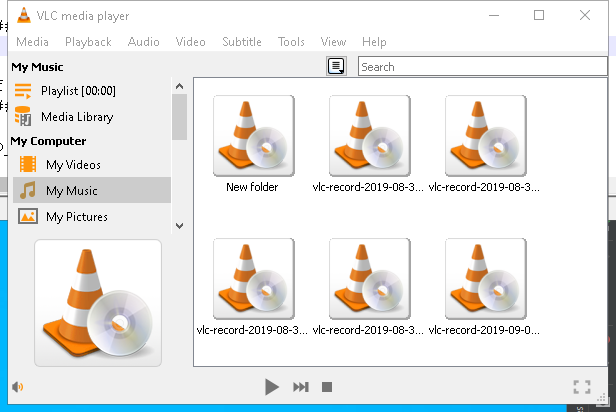 VLC media player
Media Playback Audio Video Subtitle Tools View Help
My Music
Search
Playlist [00:00]
Media Library
My Computer
My Videos
My Music
My Pictures
New folder
vlc-record-2019-08-3...
vlc-record-2019-08-3...
vlc-record-2019-08-3...
vlc-record-2019-08-3...
vlc-record-2019-09-0...